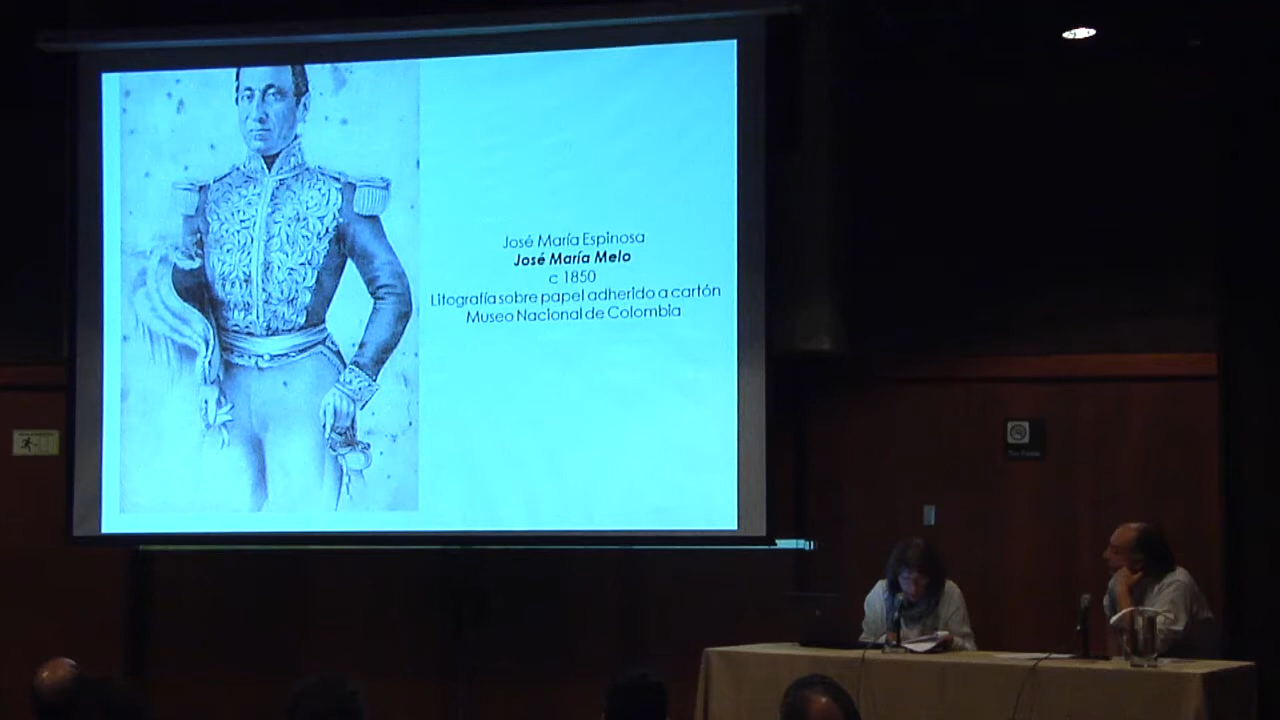 José María Espinosa
José María Melo
c 1850
Litografía sobre papel adherido a cartón
Museo Nacional de Colombia